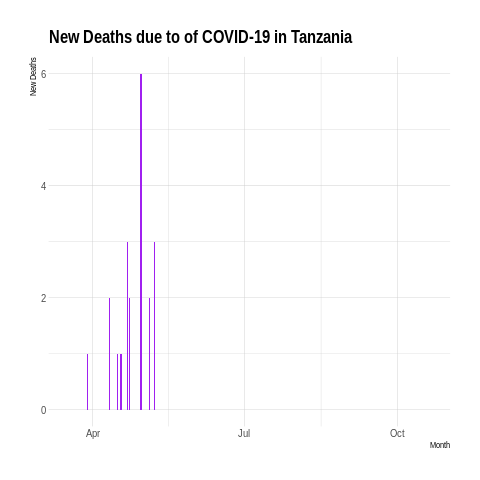 New Deaths due to of COVID-19 in Tanzania
New Deaths
6
4
2
0
Apr Jul Oct
Month